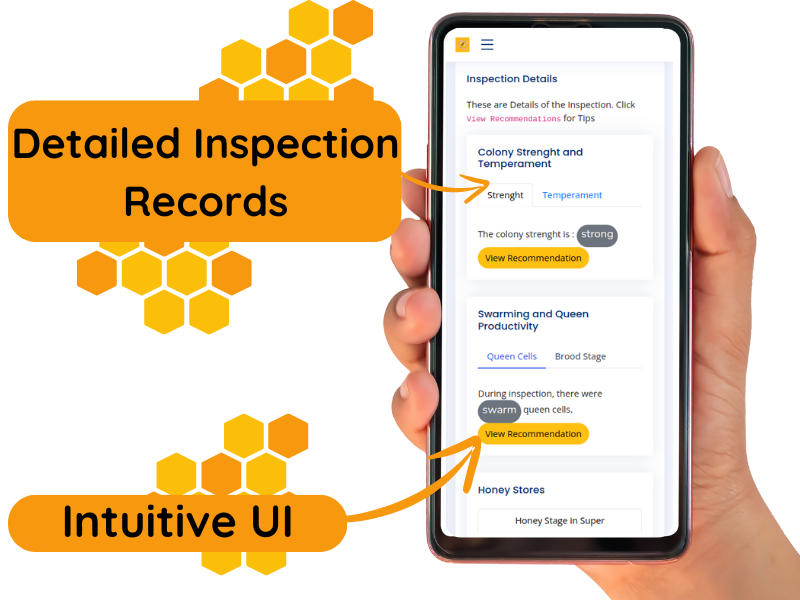 Detailed Inspection
Records
Intuitive UI
Inspection Details
These are Details of the Inspection. Click
View Recommendations for Tips
Colony Strenght and
Temperament
Strenght Temperament
The colony strenght is : strong
View Recommendation
Swarming and Queen
Productivity
Queen Cells Brood Stage
During inspection, there were
swarm queen cells.
View Recommendation
Honey Stores
Honey Stage In Super